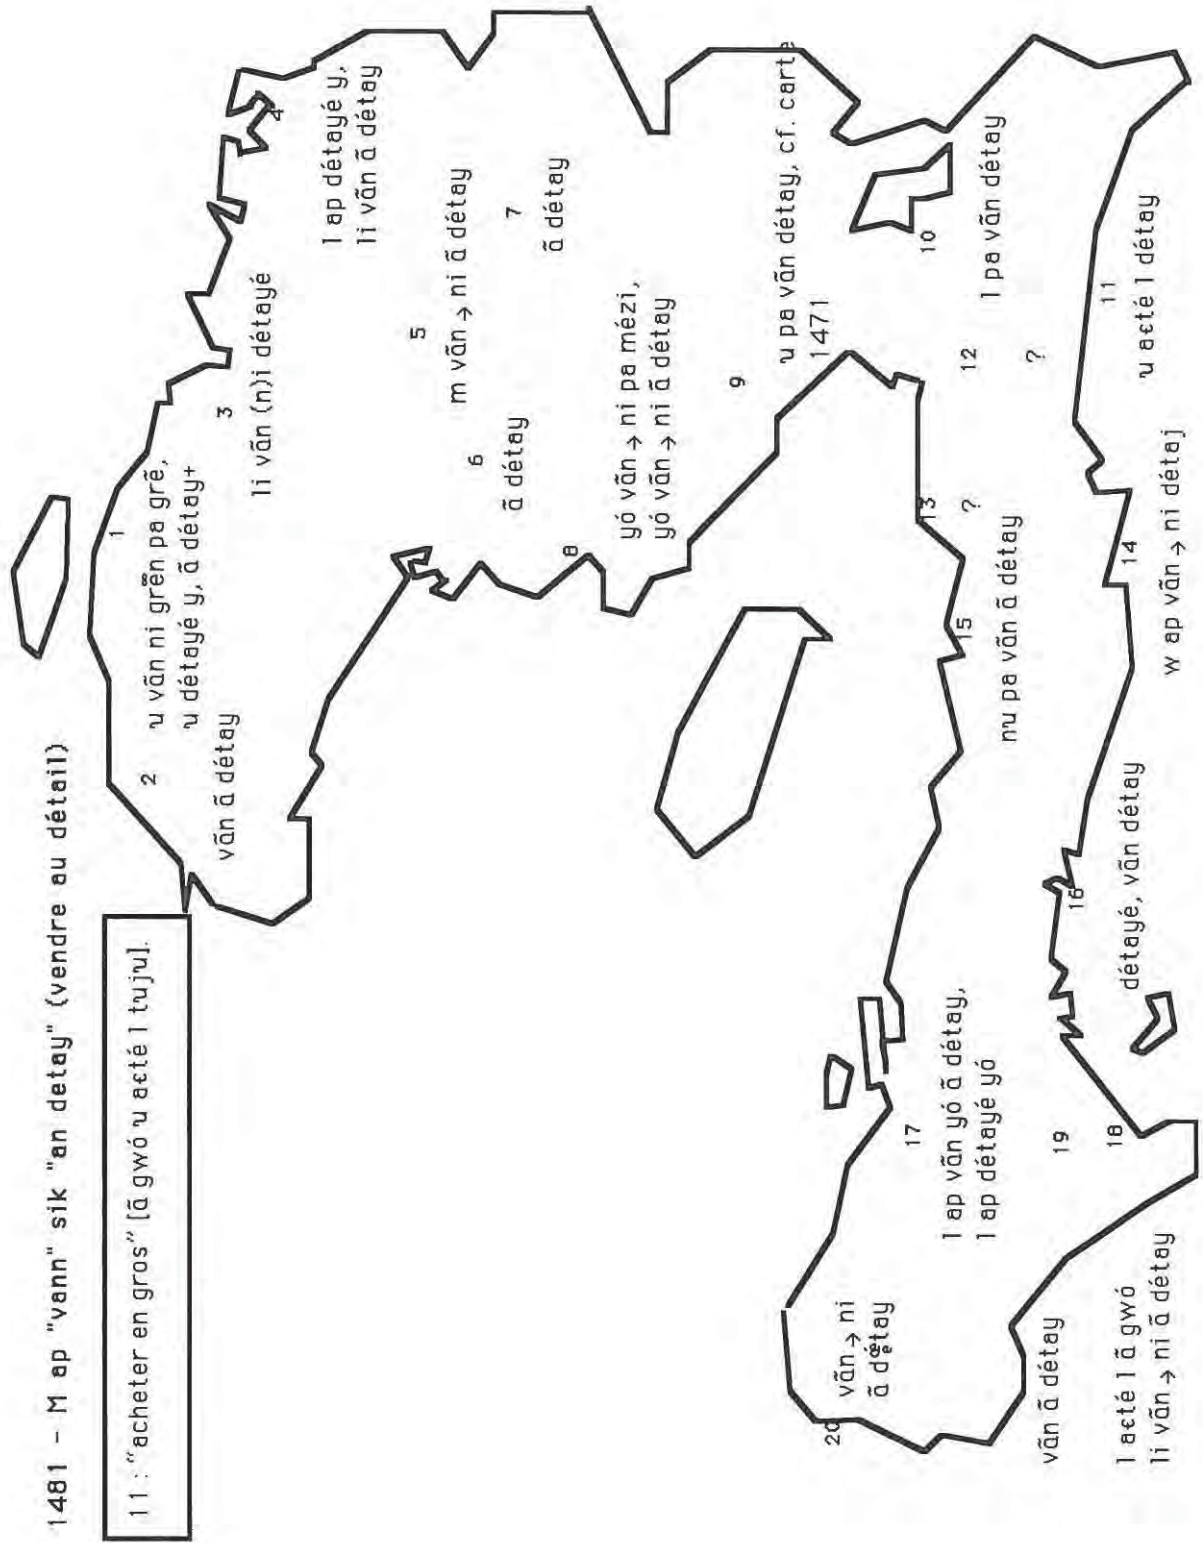 1481 - M ap "vann" sik "an detay" (vendre au détail)
11 : "acheter en gros" [ã gwó u acté l tuju].
1
2
u vãn ni grẽn pa grẽ,
u détayé y, ã détay+
vãn ã détay
3
li vãn (n)i détayé
4
l ap détayé y,
li vãn ã détay
5
m vãn → ni ã détay
6
ã détay
7
ã détay
8
yó vãn → ni pa mézi,
yó vãn → ni ã détay
9
u pa vãn détay, cf. carte
1471
10
l pa vãn détay
11
u acté l détay
12
?
13
?
14
w ap vãn → ni détaj
15
nu pa vãn ã détay
16
détayé, vãn détay
17
l ap vãn yó ã détay,
l ap détayé yó
18
l acté l ã gwó
li vãn → ni ã détay
19
vãn ã détay
20
vãn → ni
ã détay